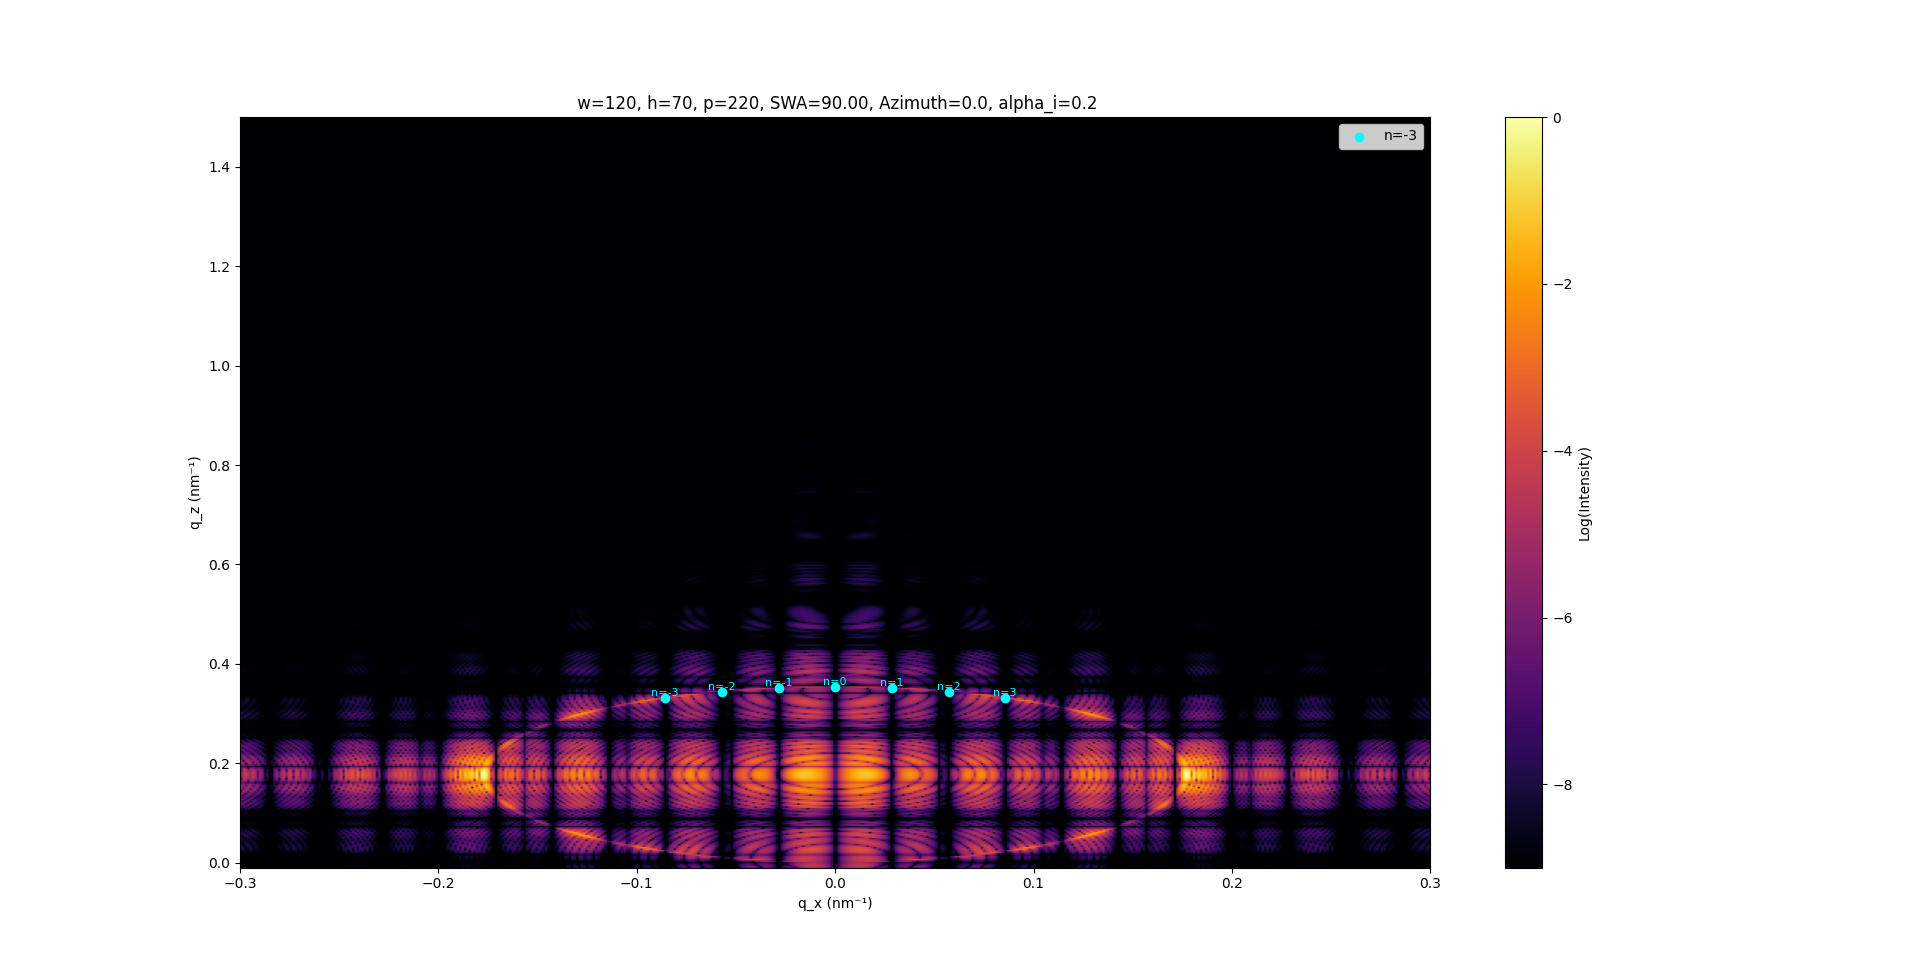 w=120, h=70, p=220, SWA=90.00, Azimuth=0.0, alpha_i=0.2
n=-3
1.4
1.2
1.0
0.8
0.6
0.4
0.2
0.0
q_z (nm⁻¹)
n=-3
n=-2
n=-1
n=0
n=1
n=2
n=3
−0.3
−0.2
−0.1
0.0
0.1
0.2
0.3
q_x (nm⁻¹)
0
−2
−4
−6
−8
Log(Intensity)